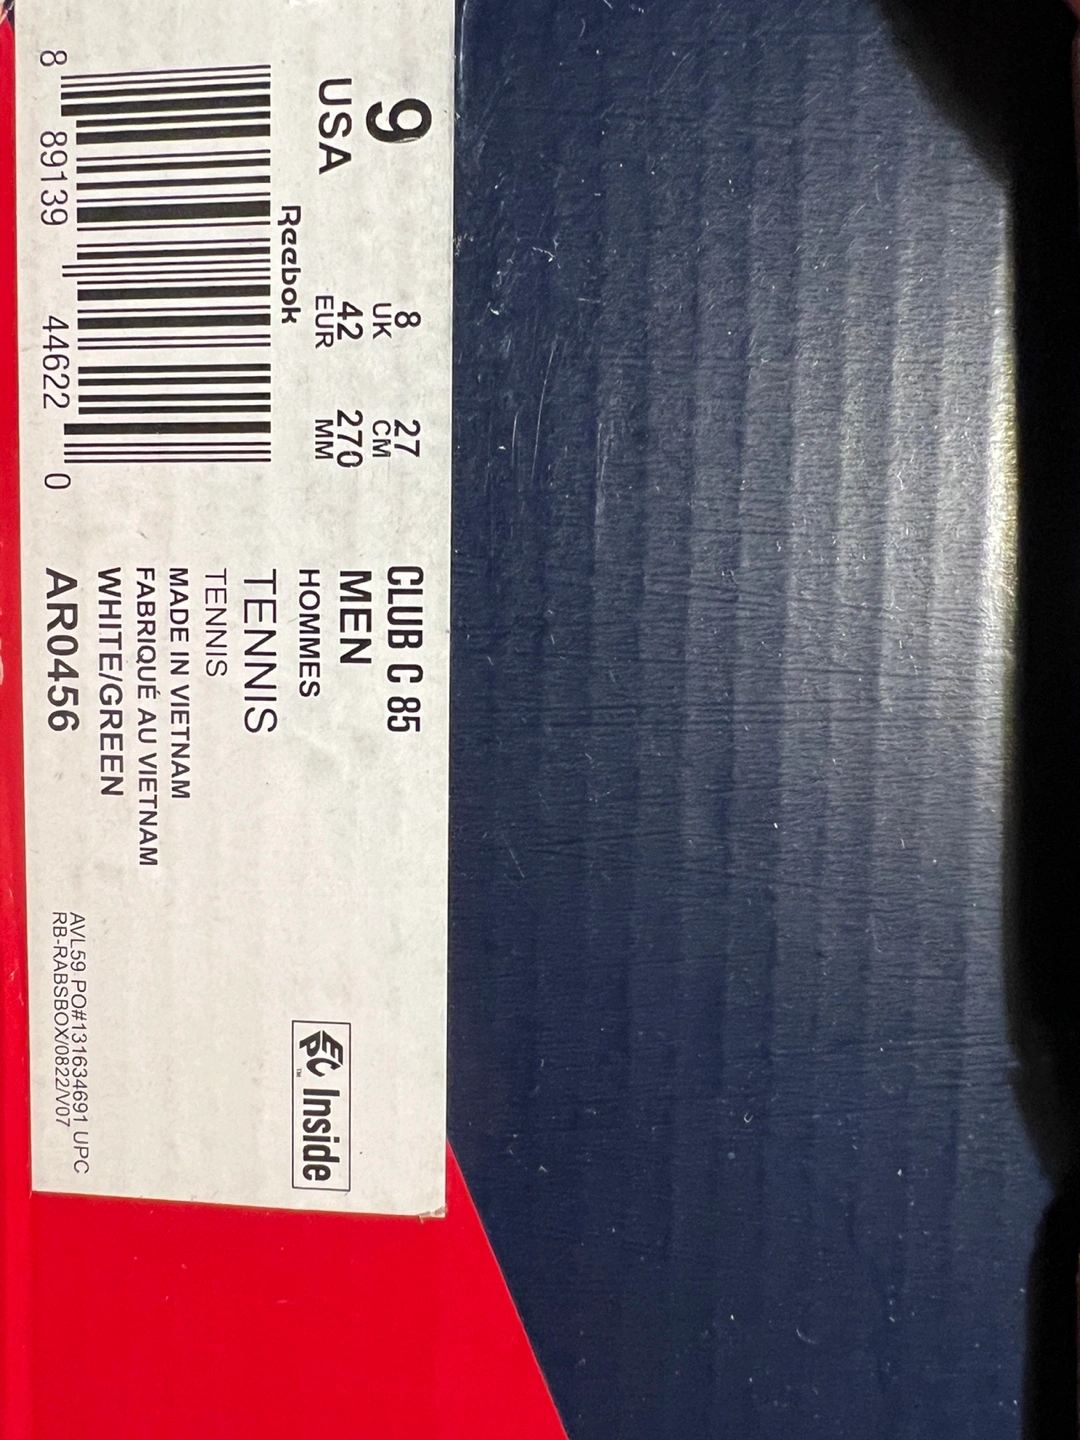 9
USA
8
UK
42
EUR
27
CM
270
MM
Reebok
8 89139 44622 0
CLUB C 85
MEN
HOMMES
TENNIS
TENNIS
MADE IN VIETNAM
FABRIQUÉ AU VIETNAM
WHITE/GREEN
AR0456
EPC Inside
™
AVL59 PO#131634691 UPC
RB-RABSBOX/0822/V07